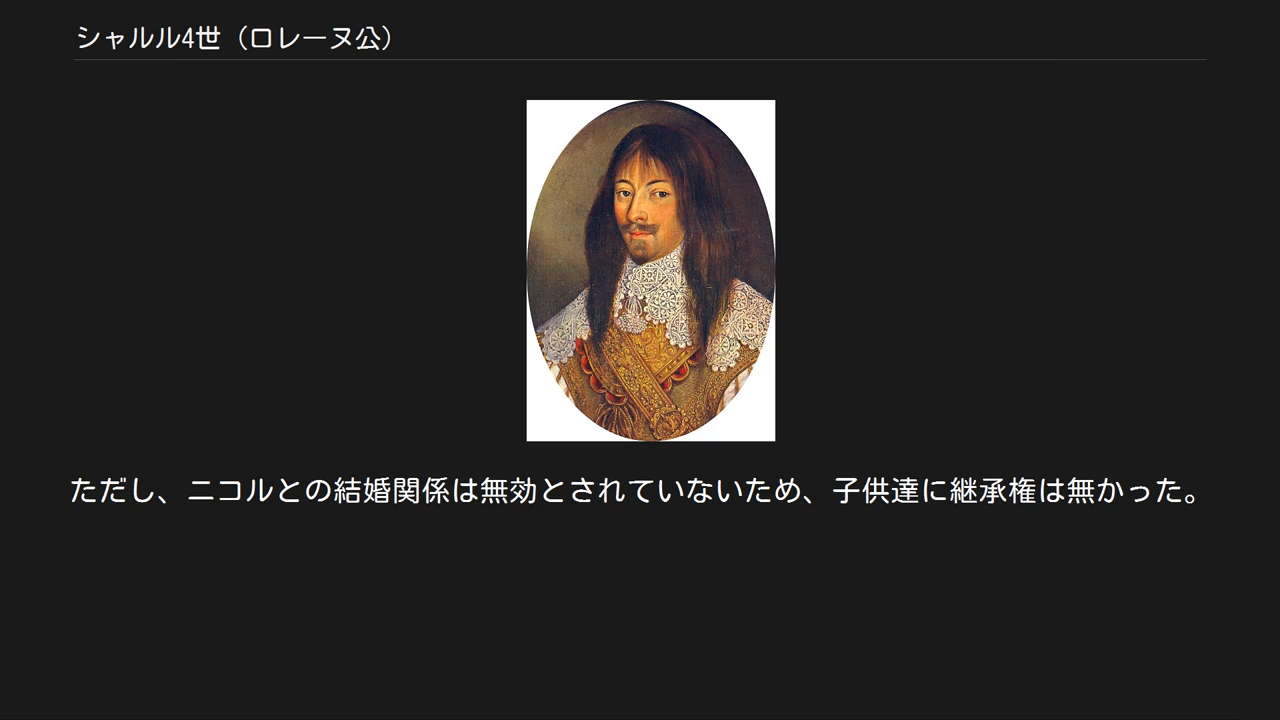 シャルル4世（ロレーヌ公）
ただし、ニコルとの結婚関係は無効とされていないため、子供達に継承権は無かった。